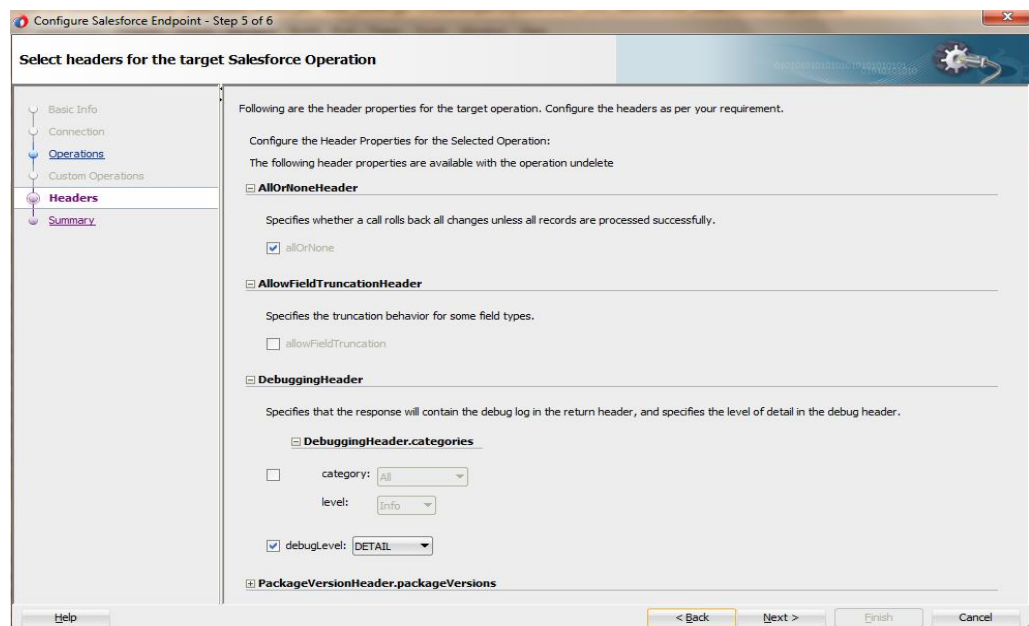 Configure Salesforce Endpoint - Step 5 of 6
Select headers for the target Salesforce Operation
Basic Info
Connection
Operations
Custom Operations
Headers
Summary
Following are the header properties for the target operation. Configure the headers as per your requirement.
Configure the Header Properties for the Selected Operation:
The following header properties are available with the operation undelete
AllOrNoneHeader
Specifies whether a call rolls back all changes unless all records are processed successfully.
allOrNone
AllowFieldTruncationHeader
Specifies the truncation behavior for some field types.
allowFieldTruncation
DebuggingHeader
Specifies that the response will contain the debug log in the return header, and specifies the level of detail in the debug header.
DebuggingHeader.categories
category: All
level: Info
debugLevel: DETAIL
PackageVersionHeader.packageVersions
Help
< Back Next > Finish Cancel